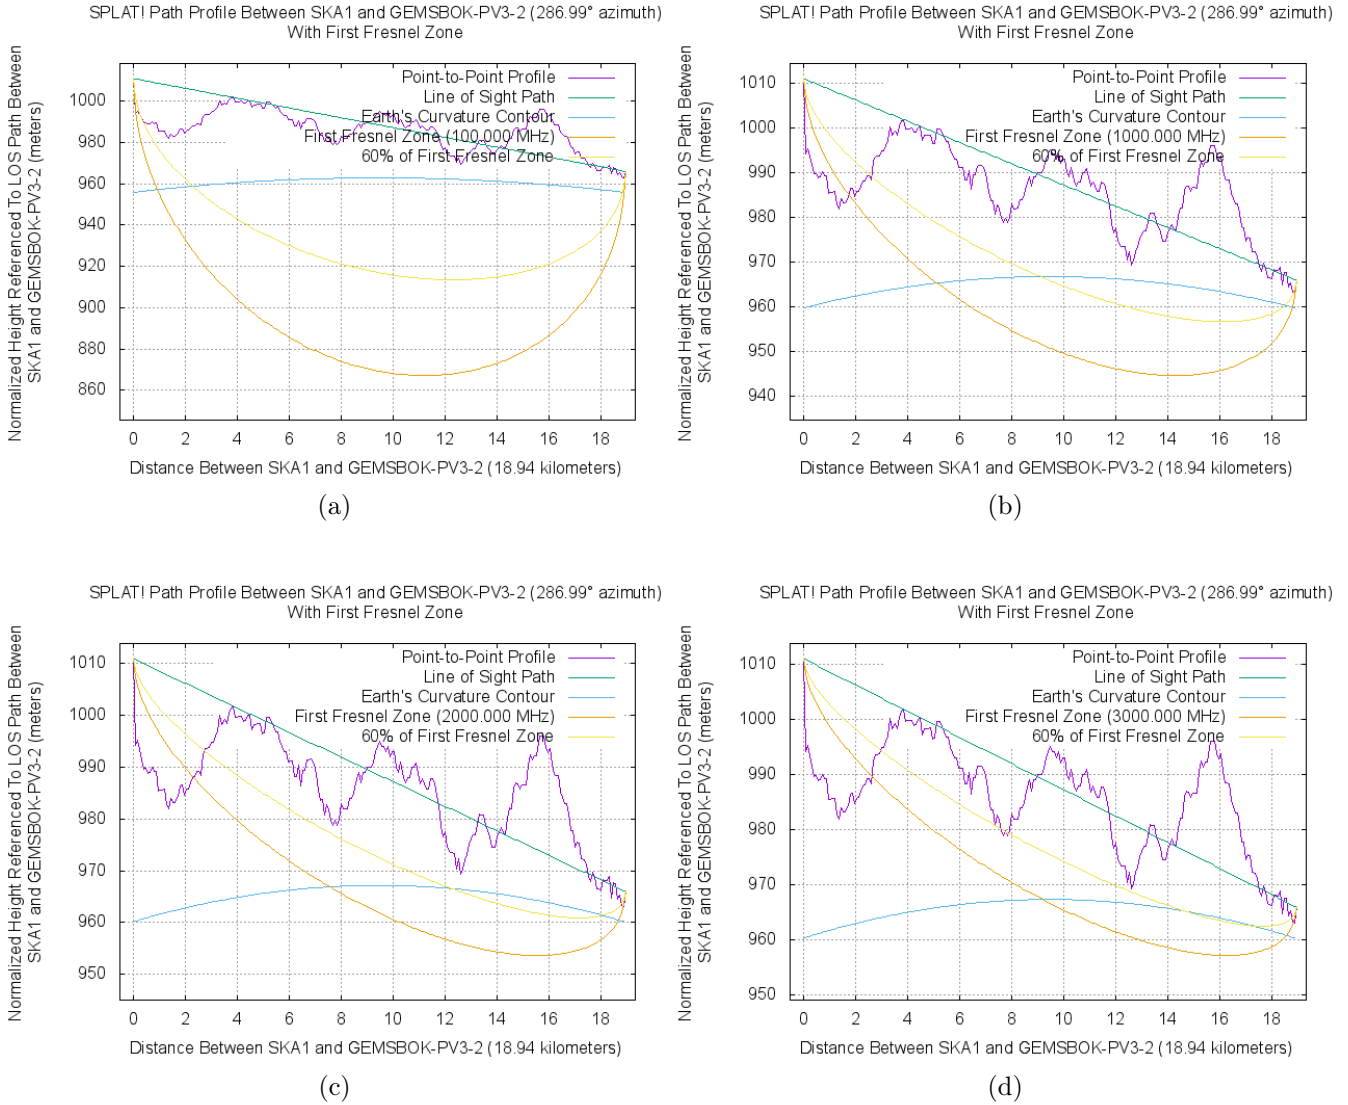 SPLAT! Path Profile Between SKA1 and GEMSBOK-PV3-2 (286.99° azimuth)
With First Fresnel Zone
Normalized Height Referenced To LOS Path Between
SKA1 and GEMSBOK-PV3-2 (meters)
Point-to-Point Profile
Line of Sight Path
Earth's Curvature Contour
First Fresnel Zone (100.000 MHz)
60% of First Fresnel Zone
1000
980
960
940
920
900
880
860
0 2 4 6 8 10 12 14 16 18
Distance Between SKA1 and GEMSBOK-PV3-2 (18.94 kilometers)
(a)
SPLAT! Path Profile Between SKA1 and GEMSBOK-PV3-2 (286.99° azimuth)
With First Fresnel Zone
Normalized Height Referenced To LOS Path Between
SKA1 and GEMSBOK-PV3-2 (meters)
Point-to-Point Profile
Line of Sight Path
Earth's Curvature Contour
First Fresnel Zone (1000.000 MHz)
60% of First Fresnel Zone
1010
1000
990
980
970
960
950
940
0 2 4 6 8 10 12 14 16 18
Distance Between SKA1 and GEMSBOK-PV3-2 (18.94 kilometers)
(b)
SPLAT! Path Profile Between SKA1 and GEMSBOK-PV3-2 (286.99° azimuth)
With First Fresnel Zone
Normalized Height Referenced To LOS Path Between
SKA1 and GEMSBOK-PV3-2 (meters)
Point-to-Point Profile
Line of Sight Path
Earth's Curvature Contour
First Fresnel Zone (2000.000 MHz)
60% of First Fresnel Zone
1010
1000
990
980
970
960
950
0 2 4 6 8 10 12 14 16 18
Distance Between SKA1 and GEMSBOK-PV3-2 (18.94 kilometers)
(c)
SPLAT! Path Profile Between SKA1 and GEMSBOK-PV3-2 (286.99° azimuth)
With First Fresnel Zone
Normalized Height Referenced To LOS Path Between
SKA1 and GEMSBOK-PV3-2 (meters)
Point-to-Point Profile
Line of Sight Path
Earth's Curvature Contour
First Fresnel Zone (3000.000 MHz)
60% of First Fresnel Zone
1010
1000
990
980
970
960
950
0 2 4 6 8 10 12 14 16 18
Distance Between SKA1 and GEMSBOK-PV3-2 (18.94 kilometers)
(d)